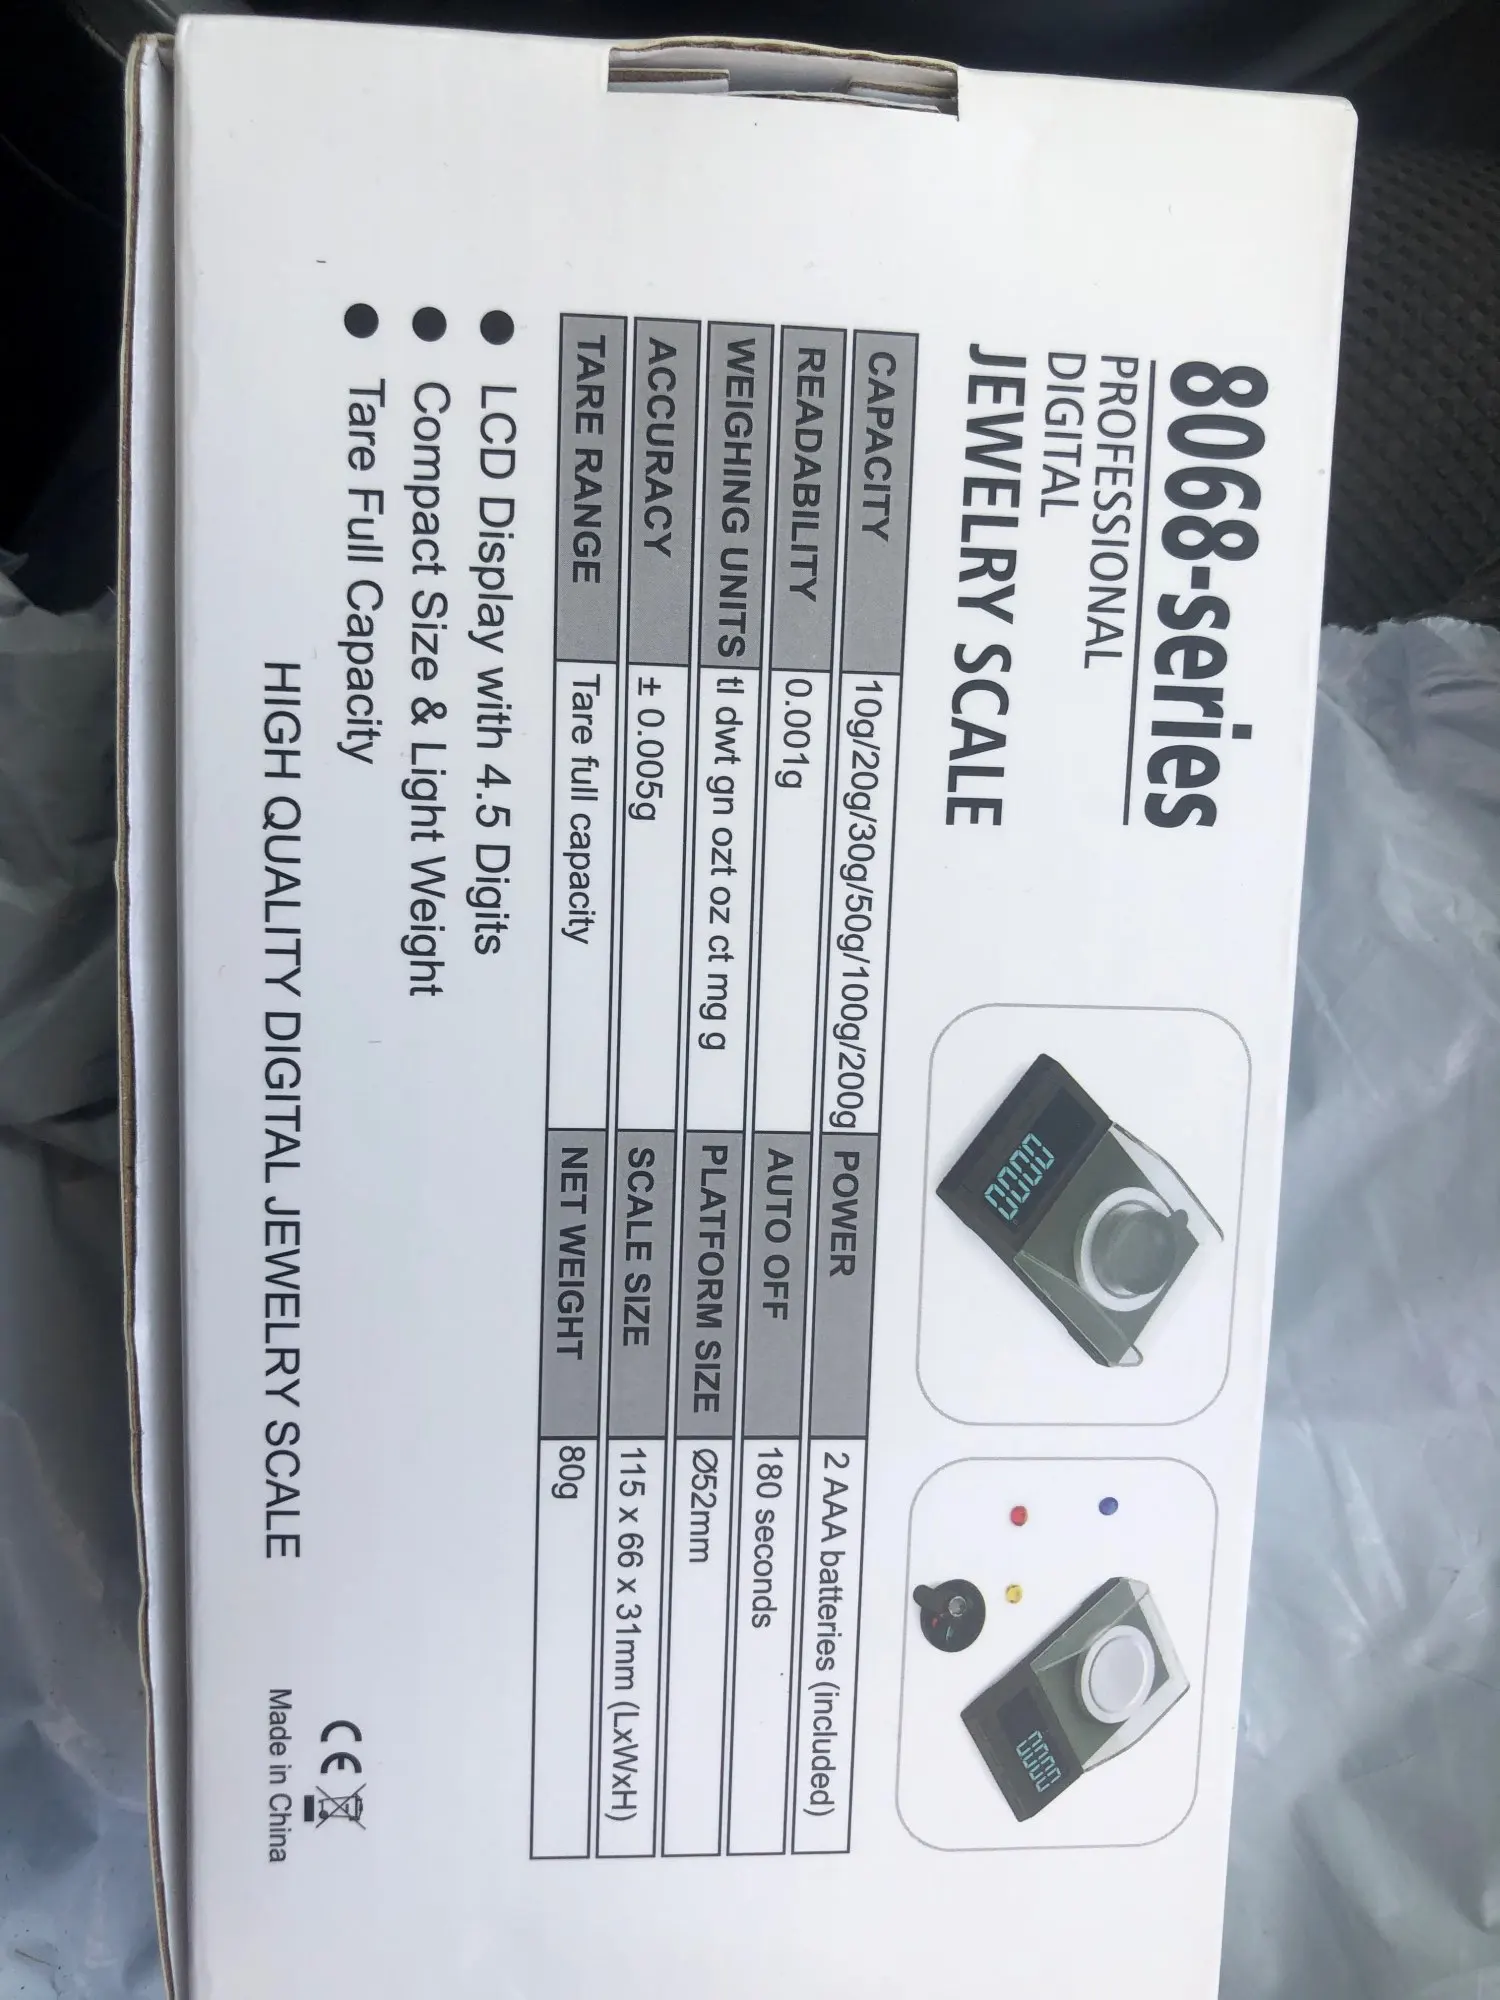 8068-series
PROFESSIONAL
DIGITAL
JEWELRY SCALE
0.000
0.000
CAPACITY 10g/20g/30g/50g/100g/200g POWER 2 AAA batteries (included)
READABILITY 0.001g AUTO OFF 180 seconds
WEIGHING UNITS tl dwt gn ozt oz ct mg g PLATFORM SIZE Ø52mm
ACCURACY ± 0.005g SCALE SIZE 115 x 66 x 31mm (LxWxH)
TARE RANGE Tare full capacity NET WEIGHT 80g
● LCD Display with 4.5 Digits
● Compact Size & Light Weight
● Tare Full Capacity
CE
HIGH QUALITY DIGITAL JEWELRY SCALE
Made in China